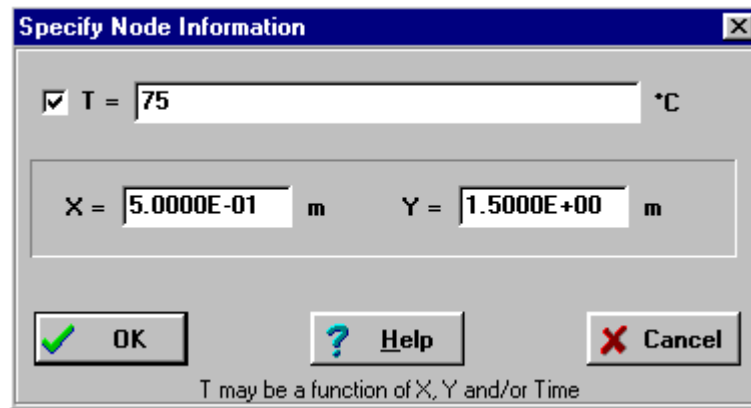 Specify Node Information
T = 75 °C
X = 5.0000E-01 m Y = 1.5000E+00 m
OK Help Cancel
T may be a function of X, Y and/or Time